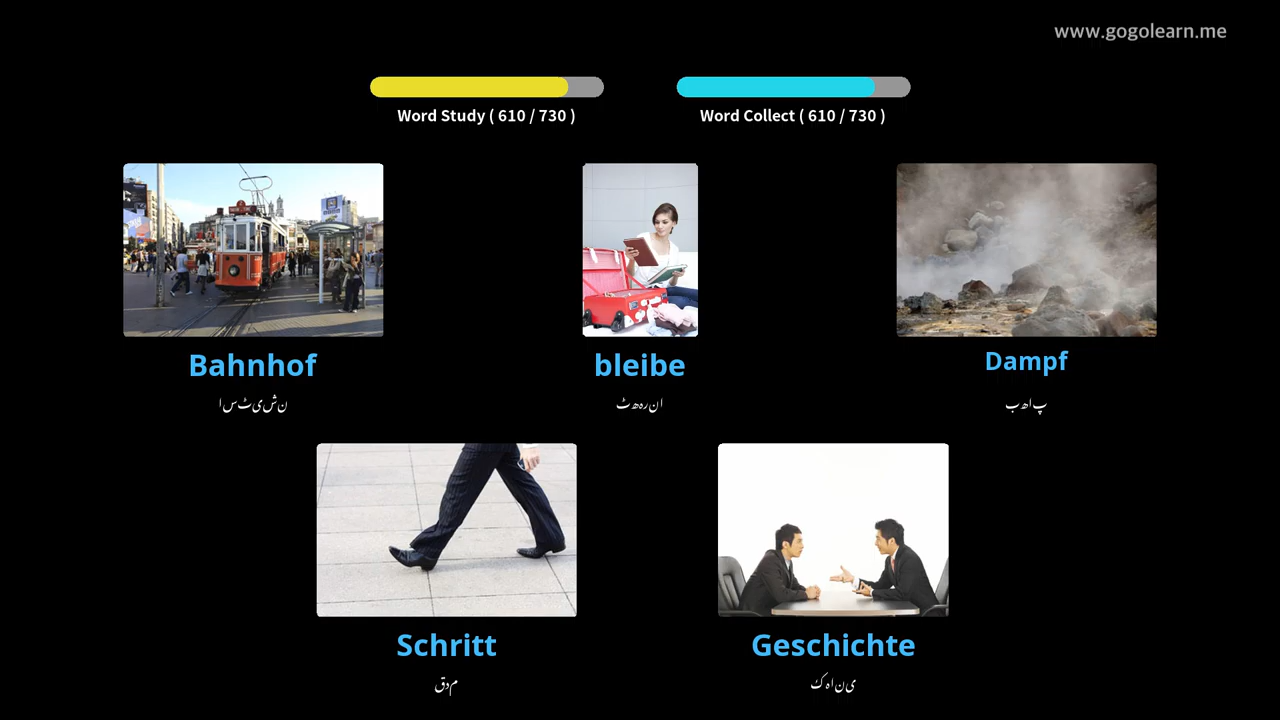 www.gogolearn.me
Word Study ( 610 / 730 )
Word Collect ( 610 / 730 )
Bahnhof
اسٹیشن
bleibe
ٹھہرنا
Dampf
بھاپ
Schritt
قدم
Geschichte
کہانی